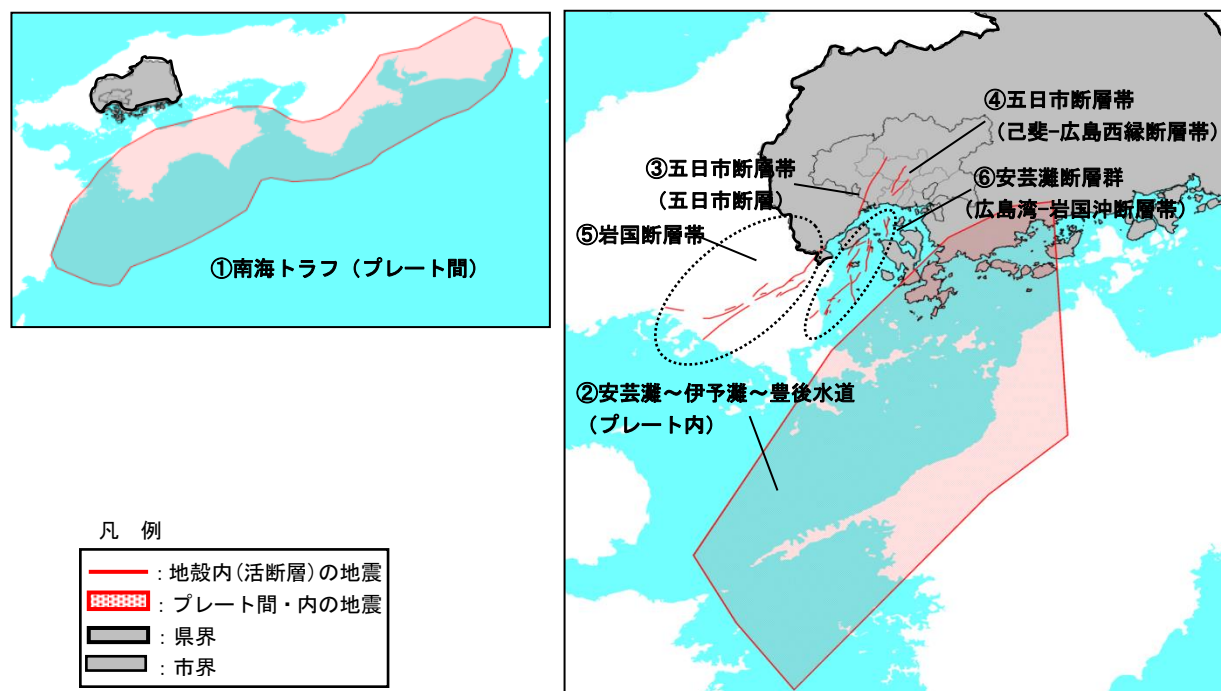 ①南海トラフ（プレート間）
④五日市断層帯
（己斐-広島西縁断層帯）
③五日市断層帯
（五日市断層）
⑥安芸灘断層群
（広島湾-岩国沖断層帯）
⑤岩国断層帯
②安芸灘～伊予灘～豊後水道
（プレート内）
凡　例
：地殻内（活断層）の地震
：プレート間・内の地震
：県界
：市界